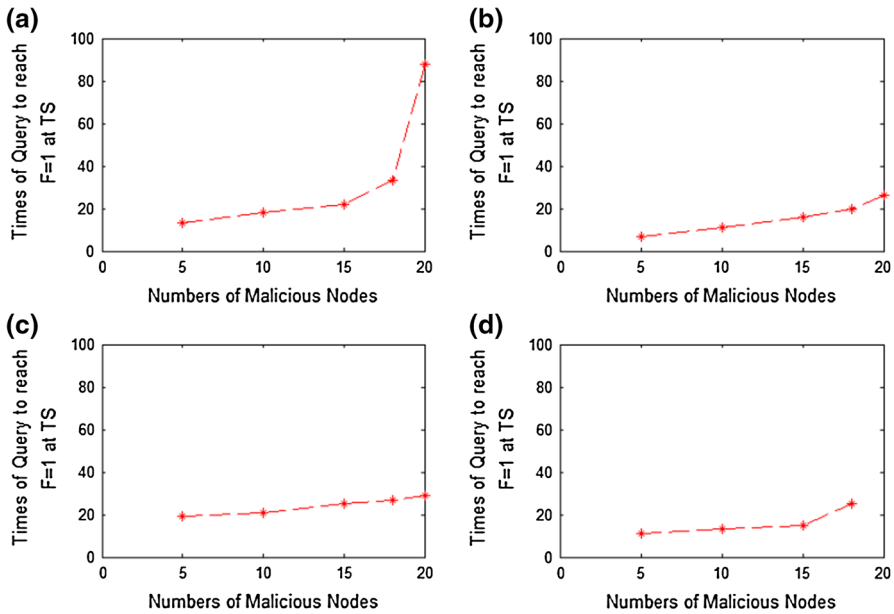 (a)
Times of Query to reach
F=1 at TS
100
80
60
40
20
0
0 5 10 15 20
Numbers of Malicious Nodes
(b)
Times of Query to reach
F=1 at TS
100
80
60
40
20
0
0 5 10 15 20
Numbers of Malicious Nodes
(c)
Times of Query to reach
F=1 at TS
100
80
60
40
20
0
0 5 10 15 20
Numbers of Malicious Nodes
(d)
Times of Query to reach
F=1 at TS
100
80
60
40
20
0
0 5 10 15 20
Numbers of Malicious Nodes